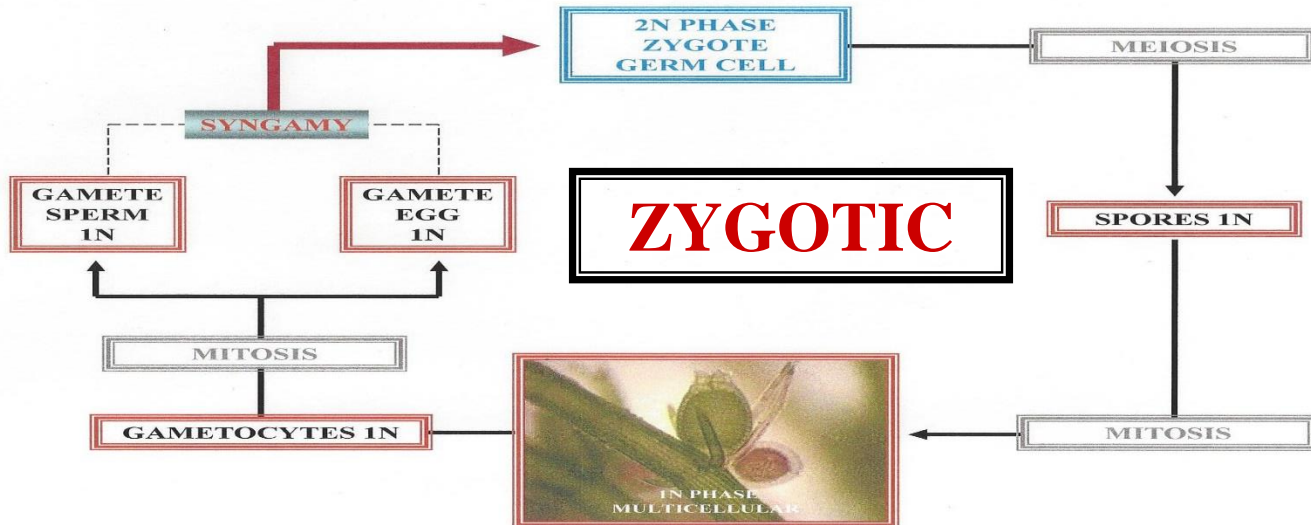 2N PHASE
ZYGOTE
GERM CELL
MEIOSIS
SYNGAMY
GAMETE
SPERM
1N
GAMETE
EGG
1N
ZYGOTIC
SPORES 1N
MITOSIS
GAMETOCYTES 1N
1N PHASE
MULTICELLULAR
MITOSIS